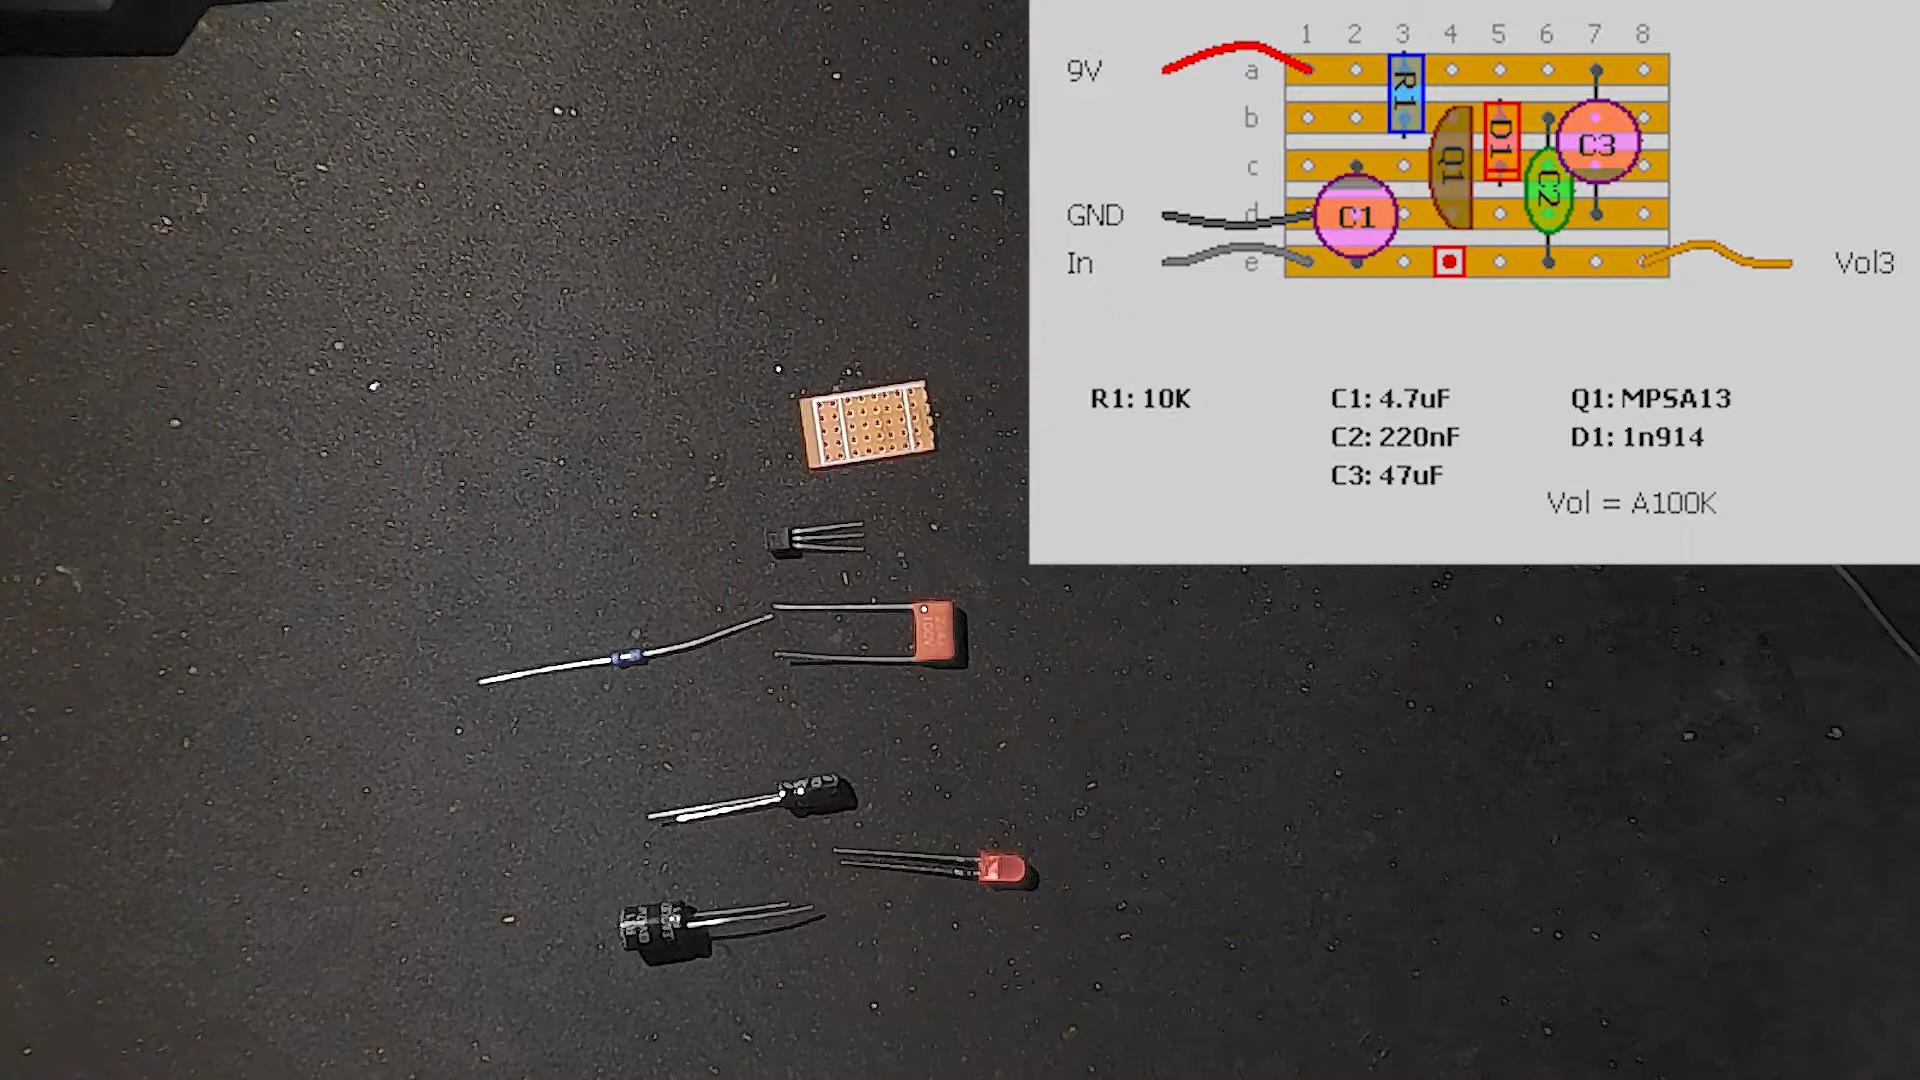 1 2 3 4 5 6 7 8
9V a R1
b Q1 D1 C3
c C2
GND d C1
In e Vol3
R1: 10K C1: 4.7uF Q1: MPSA13
C2: 220nF D1: 1n914
C3: 47uF
Vol = A100K
100V